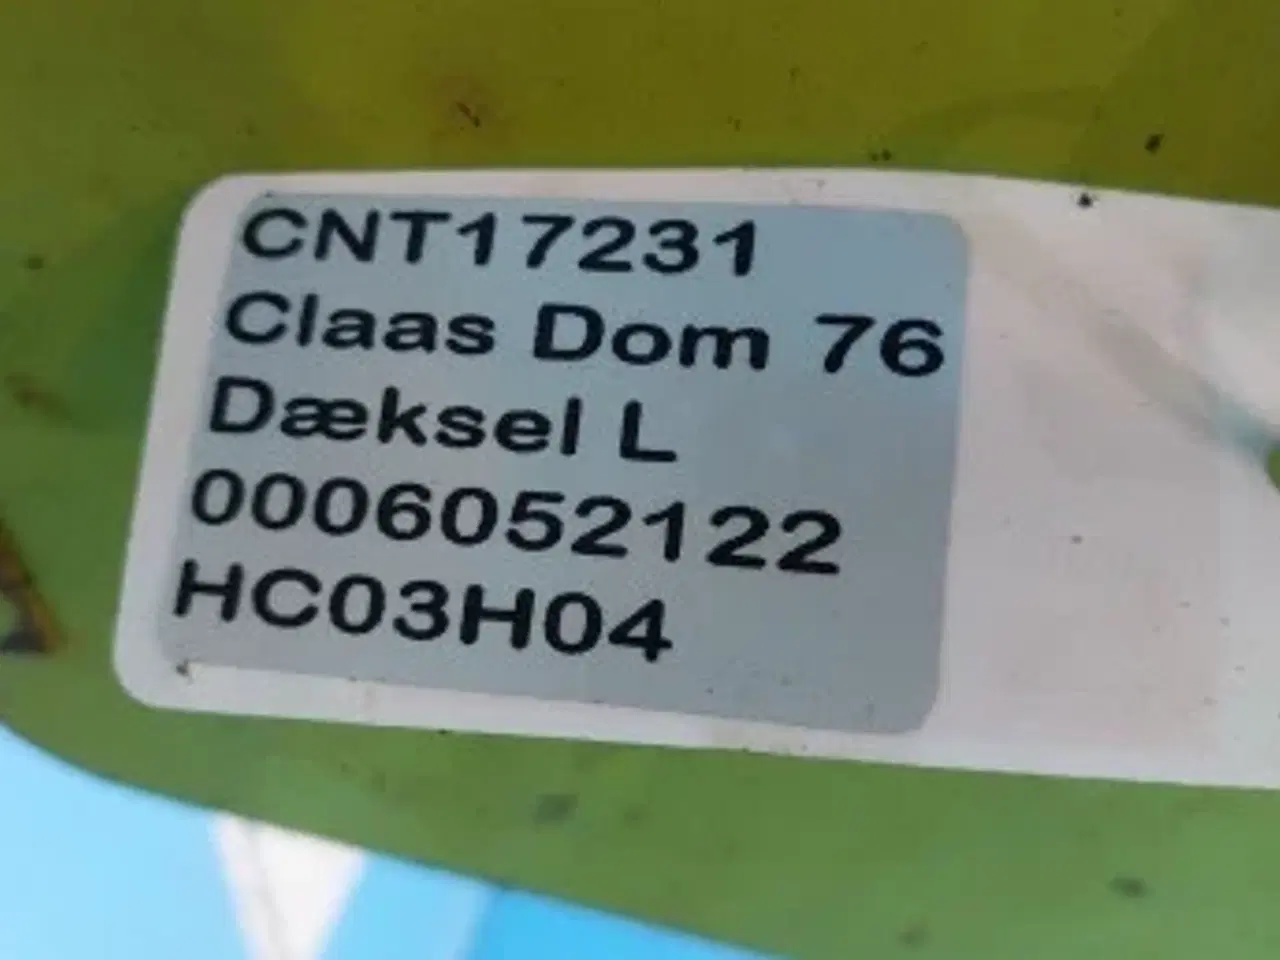 CNT17231
Claas Dom 76
Dæksel L
0006052122
HC03H04